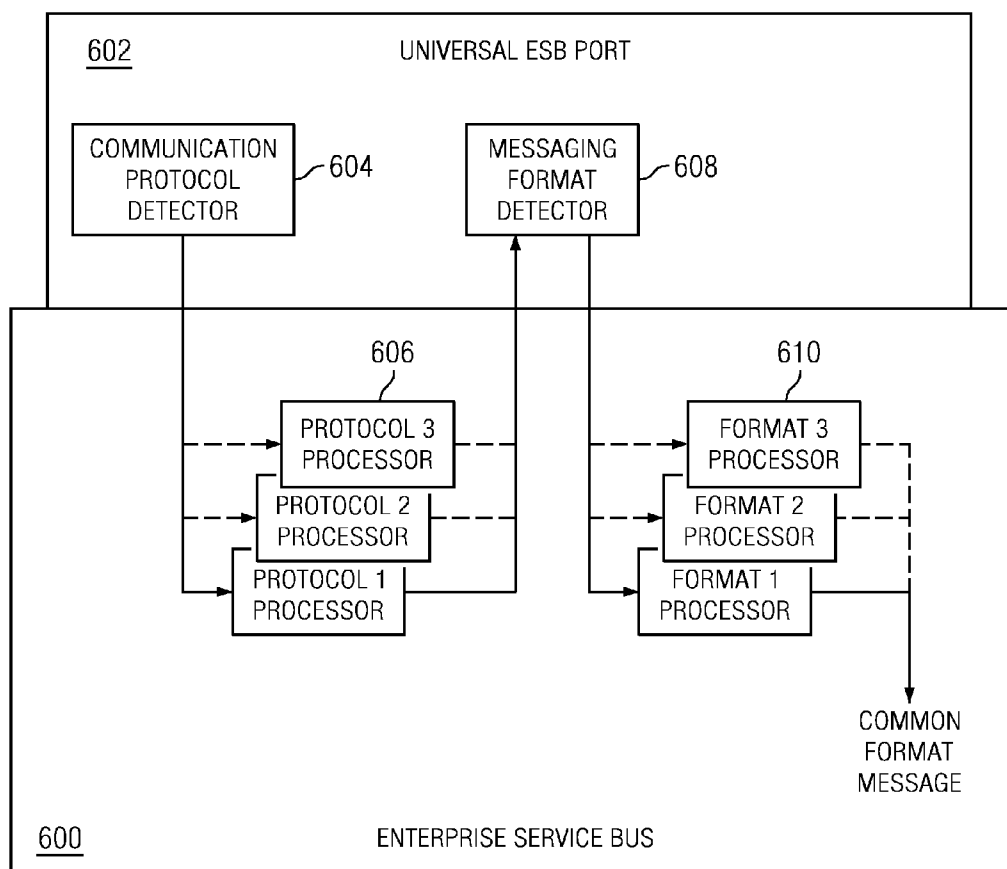 602
UNIVERSAL ESB PORT
COMMUNICATION
PROTOCOL
DETECTOR
604
MESSAGING
FORMAT
DETECTOR
608
606
PROTOCOL 3
PROCESSOR
PROTOCOL 2
PROCESSOR
PROTOCOL 1
PROCESSOR
610
FORMAT 3
PROCESSOR
FORMAT 2
PROCESSOR
FORMAT 1
PROCESSOR
COMMON
FORMAT
MESSAGE
600
ENTERPRISE SERVICE BUS